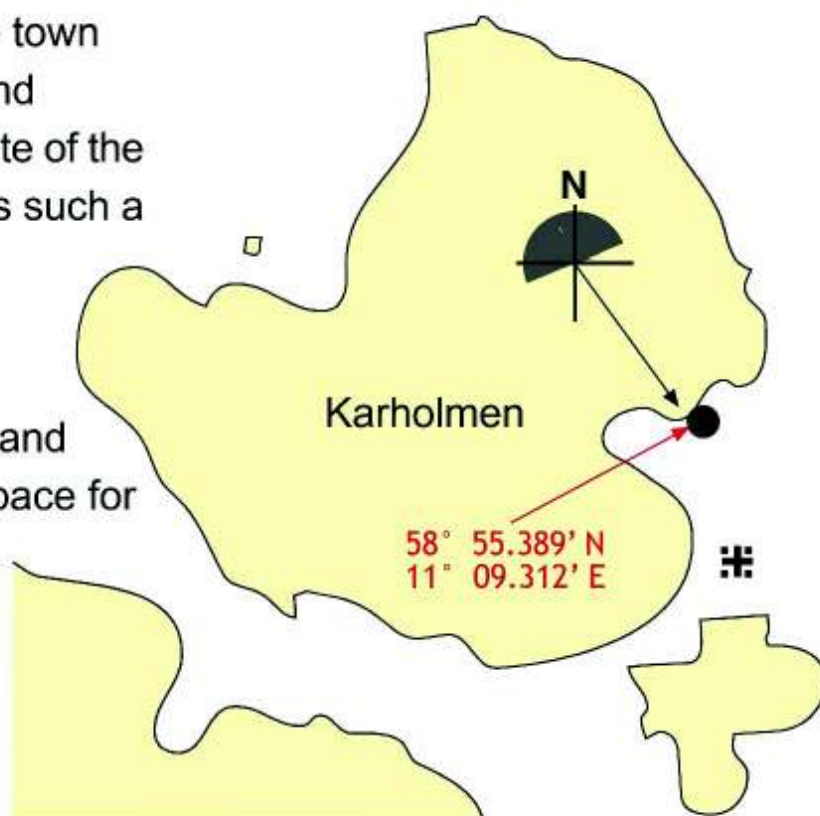 town
nd
te of the
s such a
and
pace for
N
Karholmen
58° 55.389' N
11° 09.312' E